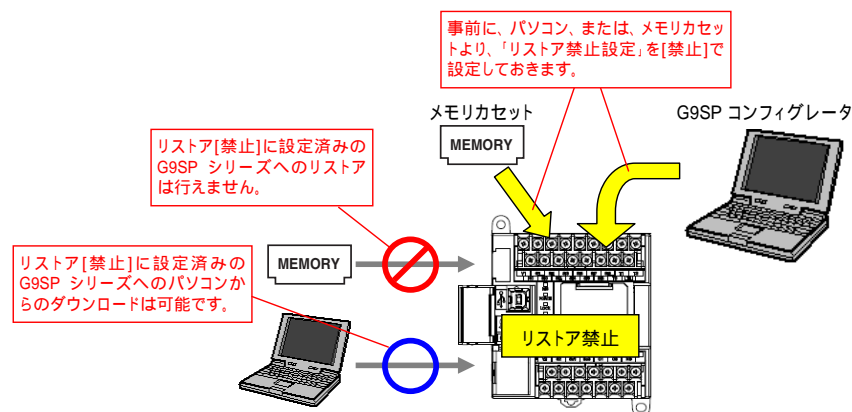 事前に、パソコン、または、メモリカセッ
トより、「リストア禁止設定」を[禁止]で
設定しておきます。
メモリカセット
G9SP コンフィグレータ
MEMORY
リストア[禁止]に設定済みの
G9SP シリーズへのリストア
は行えません。
MEMORY
リストア[禁止]に設定済みの
G9SP シリーズへのパソコンか
らのダウンロードは可能です。
リストア禁止